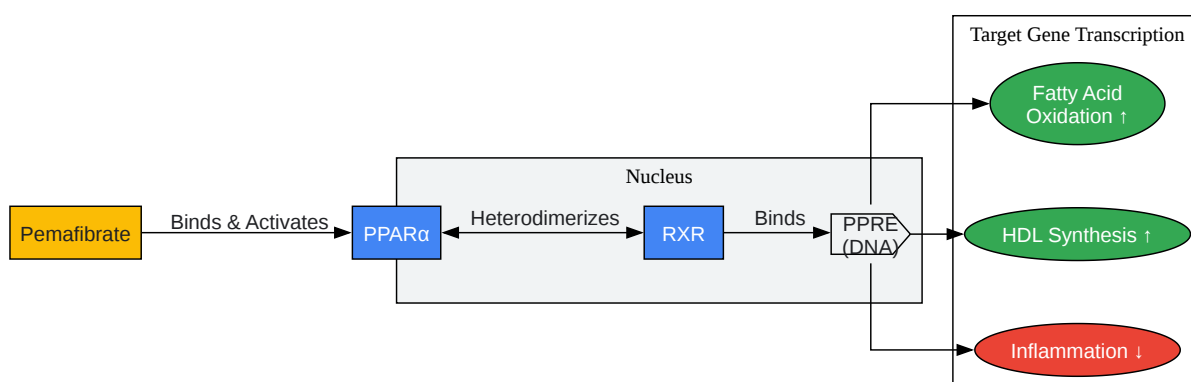 Target Gene Transcription
Fatty Acid
Oxidation ↑
Nucleus
Pemafibrate
Binds & Activates
PPARα
Heterodimerizes
RXR
Binds
PPRE
(DNA)
HDL Synthesis ↑
Inflammation ↓